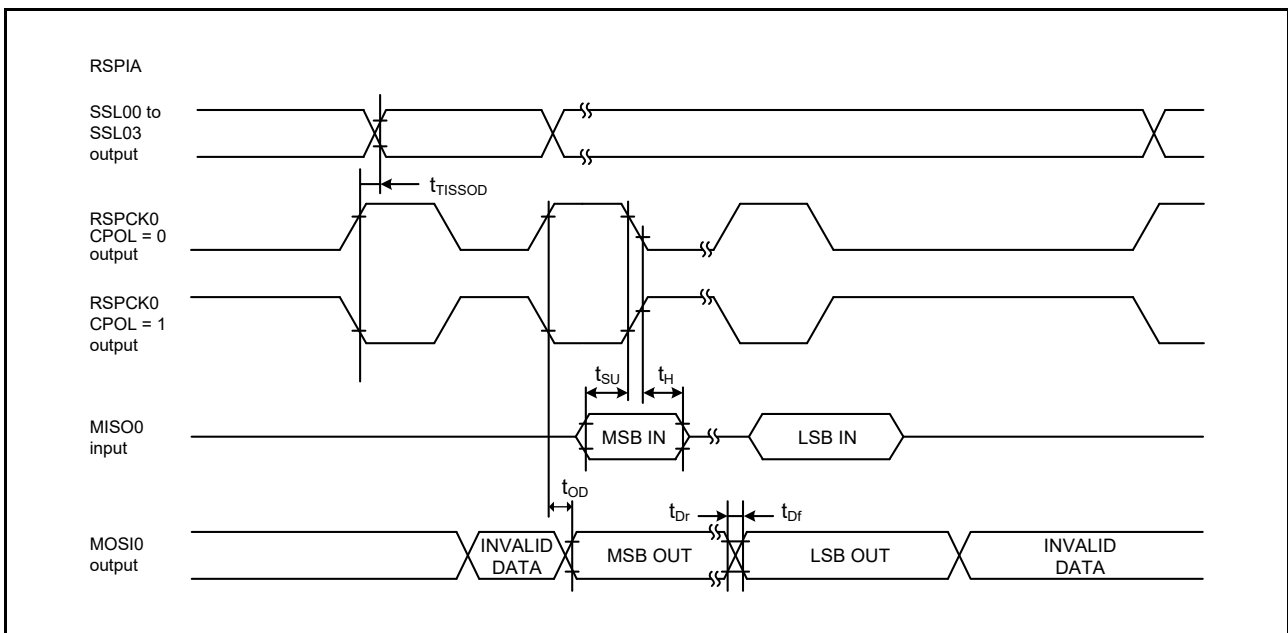 RSPIA
SSL00 to
SSL03
output
tTISSOD
RSPCK0
CPOL = 0
output
RSPCK0
CPOL = 1
output
tSU
tH
MISO0
input
MSB IN
LSB IN
tOD
tDr
tDf
MOSI0
output
INVALID
DATA
MSB OUT
LSB OUT
INVALID
DATA